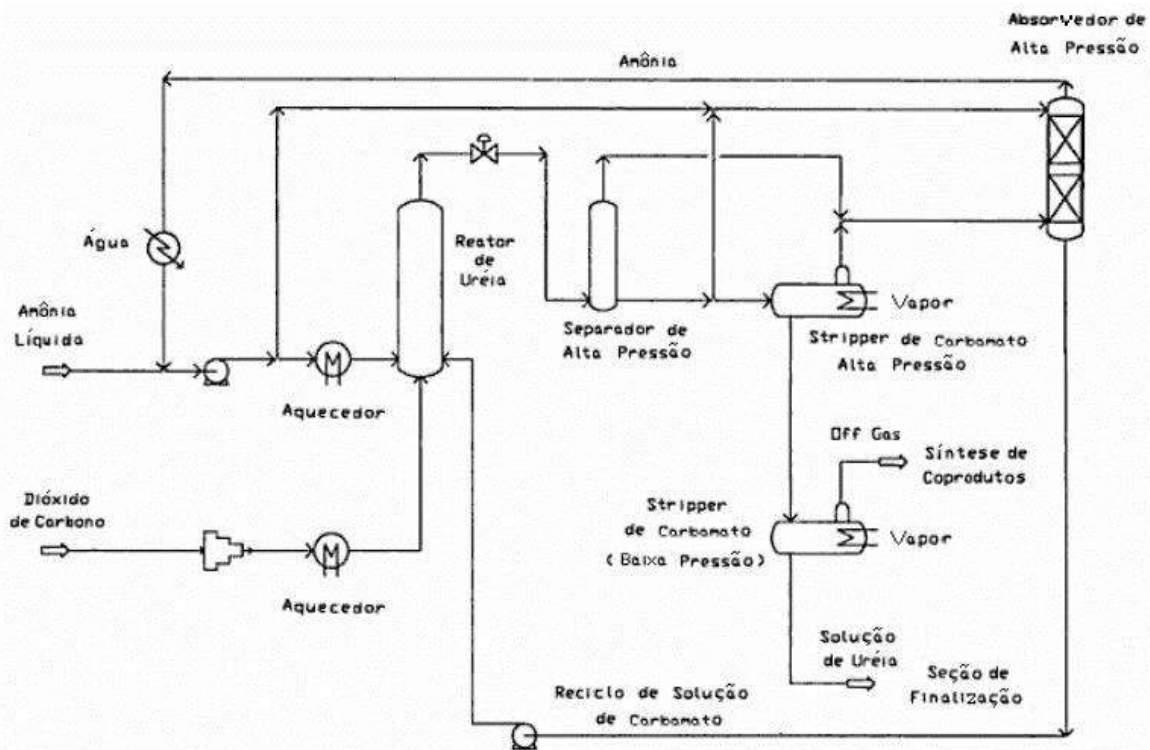 Absorvedor de
Alta Pressão
Amônia
Água
Reator
de
Uréia
Amônia
Líquida
Separador de
Alta Pressão
Vapor
Stripper de Carbamato
Alta Pressão
Aquecedor
Off Gas
Síntese de
Coprodutos
Dióxido
de Carbono
Stripper
de Carbamato
(Baixa Pressão)
Vapor
Aquecedor
Solução
de Uréia
Seção de
Finalização
Reciclo de Solução
de Carbamato